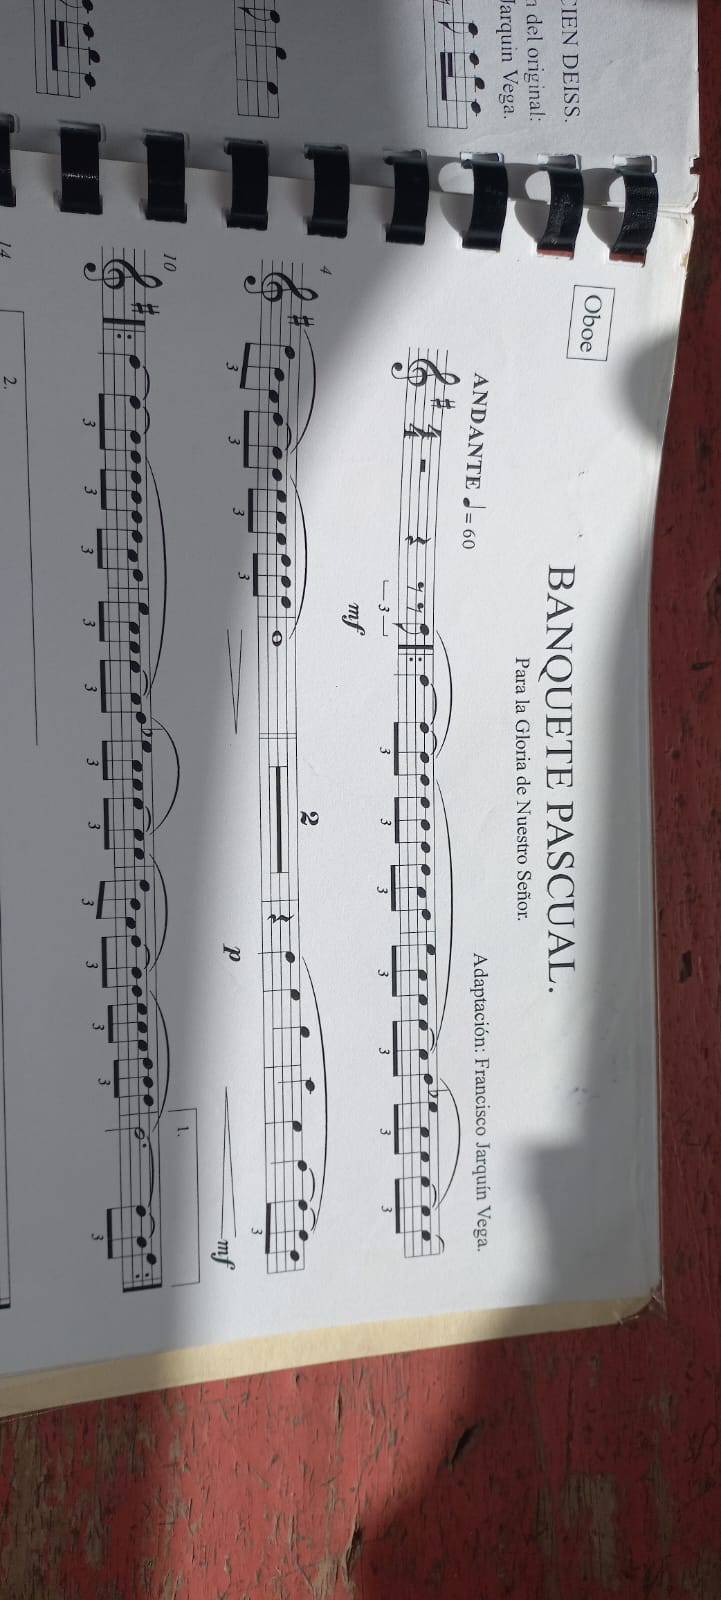 CIEN DEISS.
n del original:
Jarquin Vega.
Oboe
BANQUETE PASCUAL.
Para la Gloria de Nuestro Señor.
Adaptación: Francisco Jarquín Vega.
ANDANTE ♩= 60
3 3 3 3 3 3 3 3
mf
4
2
3 3 3 3 3
p mf
10
1.
3 3 3 3 3 3 3 3 3 3 3 3
14
2.